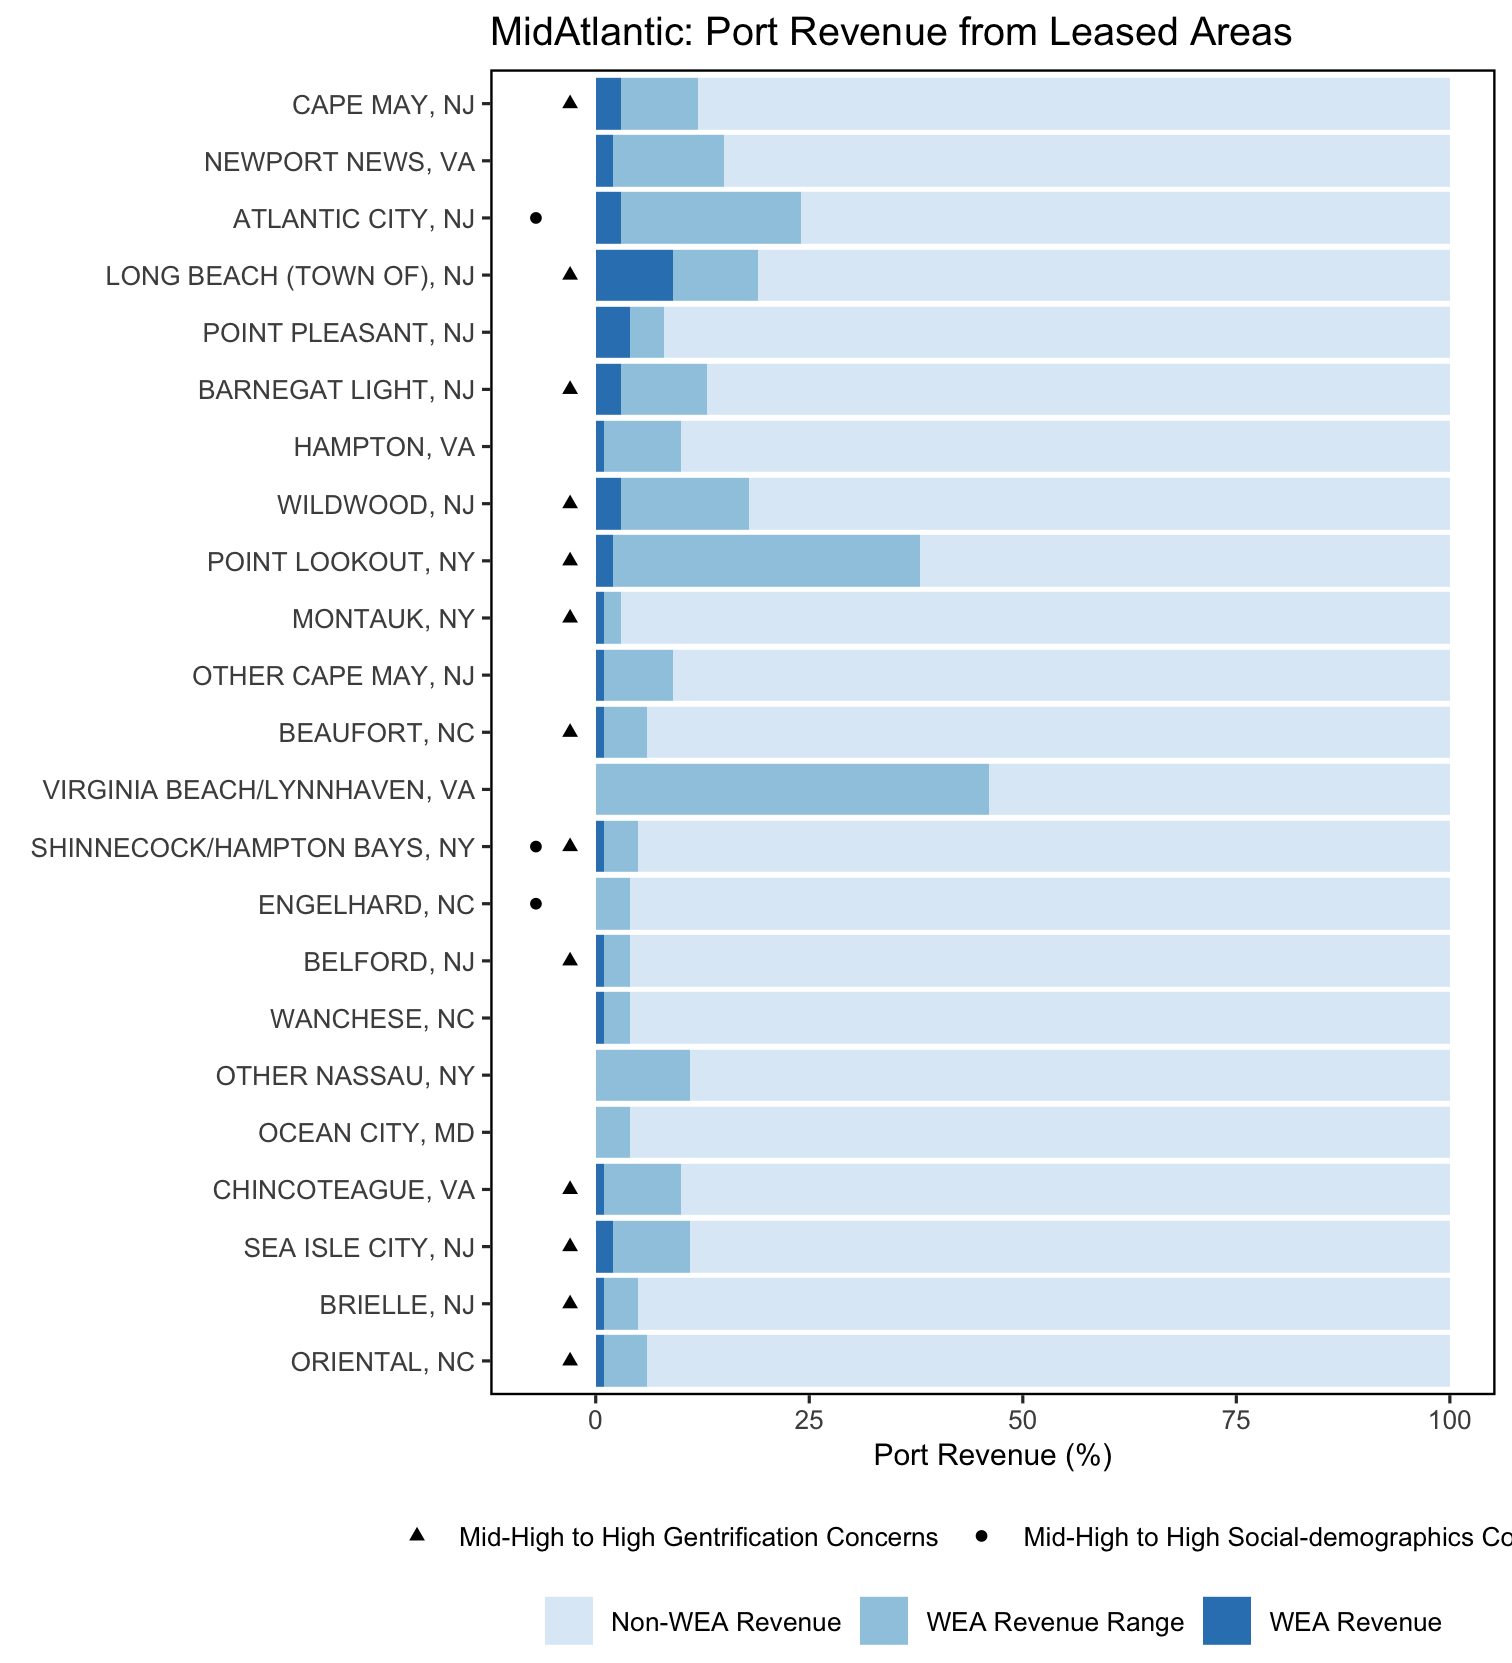 MidAtlantic: Port Revenue from Leased Areas
CAPE MAY, NJ
NEWPORT NEWS, VA
ATLANTIC CITY, NJ
LONG BEACH (TOWN OF), NJ
POINT PLEASANT, NJ
BARNEGAT LIGHT, NJ
HAMPTON, VA
WILDWOOD, NJ
POINT LOOKOUT, NY
MONTAUK, NY
OTHER CAPE MAY, NJ
BEAUFORT, NC
VIRGINIA BEACH/LYNNHAVEN, VA
SHINNECOCK/HAMPTON BAYS, NY
ENGELHARD, NC
BELFORD, NJ
WANCHESE, NC
OTHER NASSAU, NY
OCEAN CITY, MD
CHINCOTEAGUE, VA
SEA ISLE CITY, NJ
BRIELLE, NJ
ORIENTAL, NC
0 25 50 75 100
Port Revenue (%)
Mid-High to High Gentrification Concerns Mid-High to High Social-demographics Co
Non-WEA Revenue WEA Revenue Range WEA Revenue